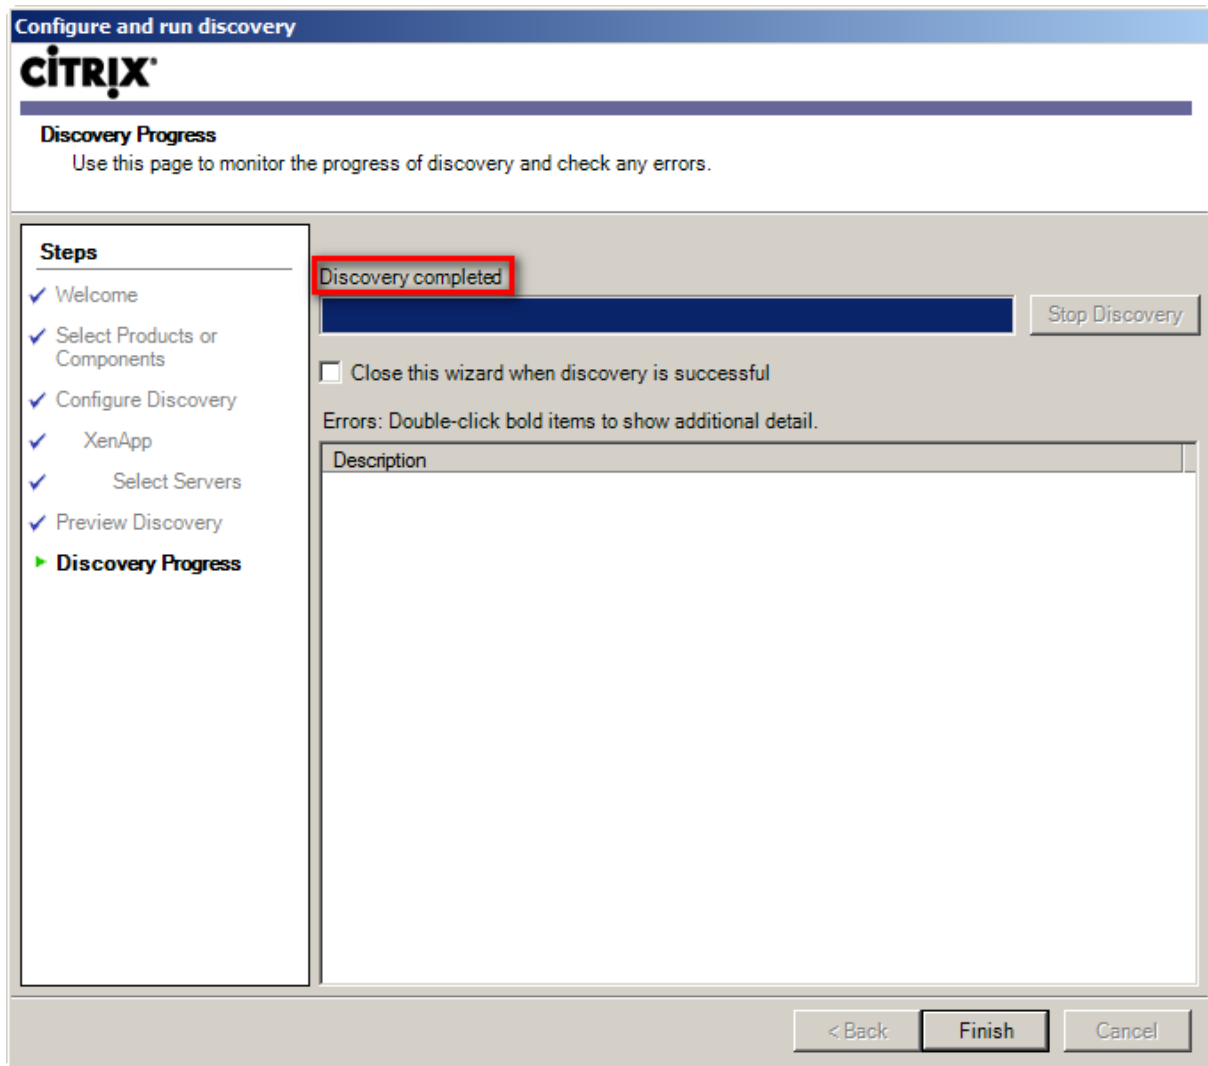 Configure and run discovery
CITRIX
Discovery Progress
Use this page to monitor the progress of discovery and check any errors.
Steps
Welcome
Select Products or
Components
Configure Discovery
XenApp
Select Servers
Preview Discovery
Discovery Progress
Discovery completed
Stop Discovery
Close this wizard when discovery is successful
Errors: Double-click bold items to show additional detail.
Description
< Back
Finish
Cancel